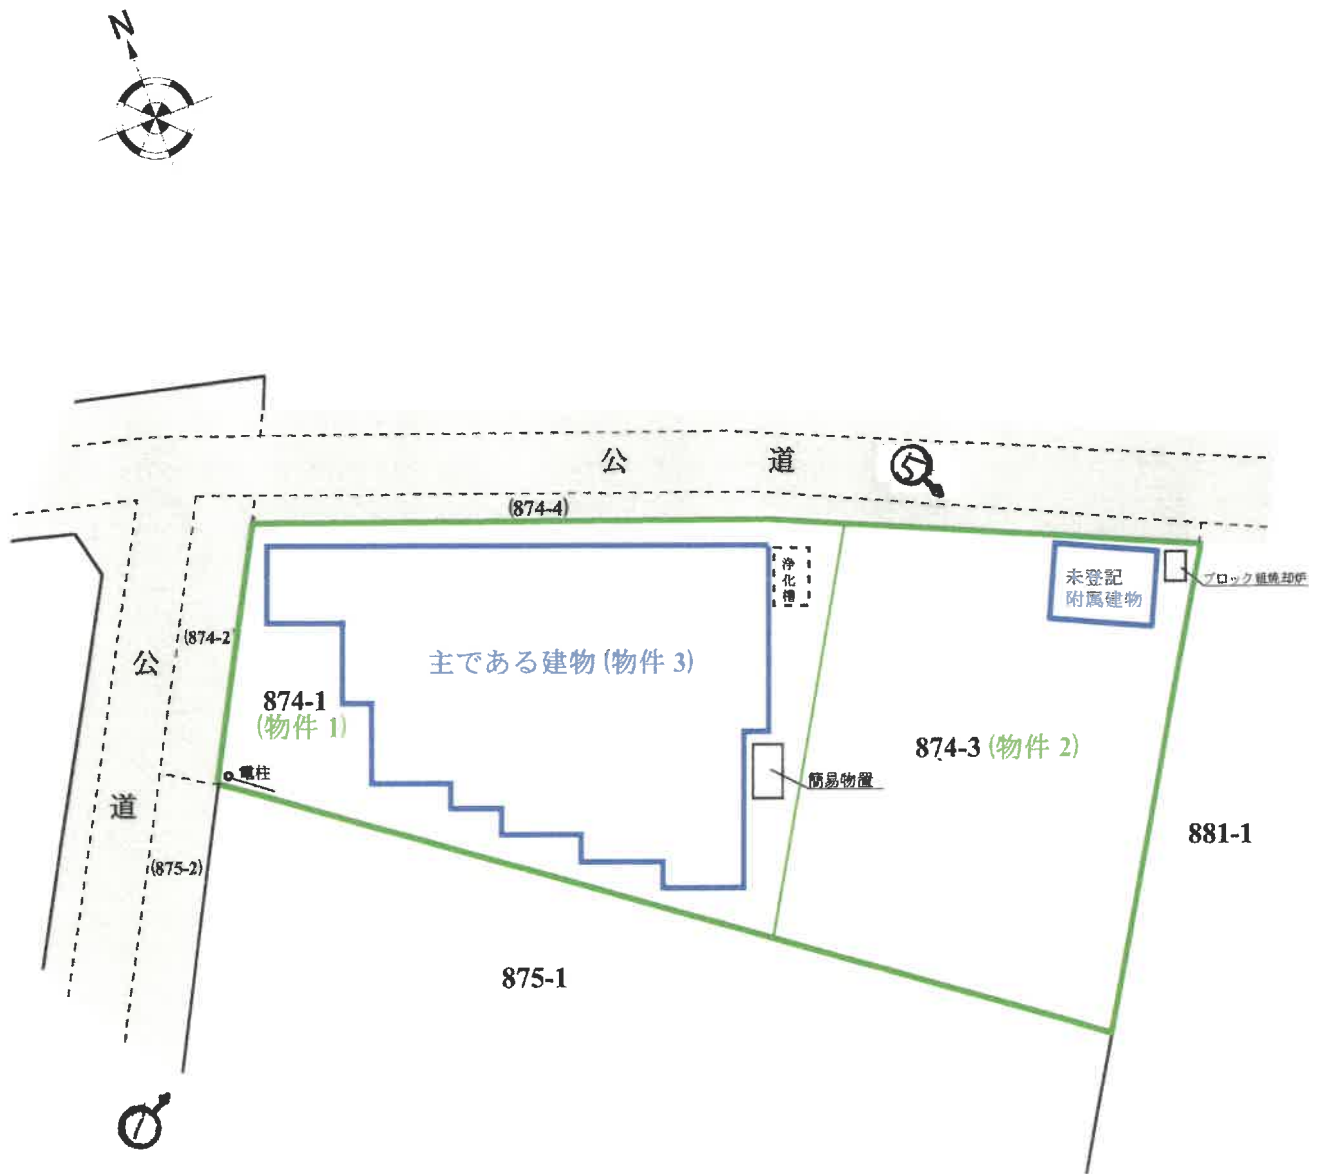 N
公 道
5
(874-4)
浄化槽
未登記
附属建物
ブロック組焼却炉
(874-2)
公道
主である建物 (物件 3)
874-1
(物件 1)
874-3 (物件 2)
電柱
簡易物置
881-1
(875-2)
875-1
1